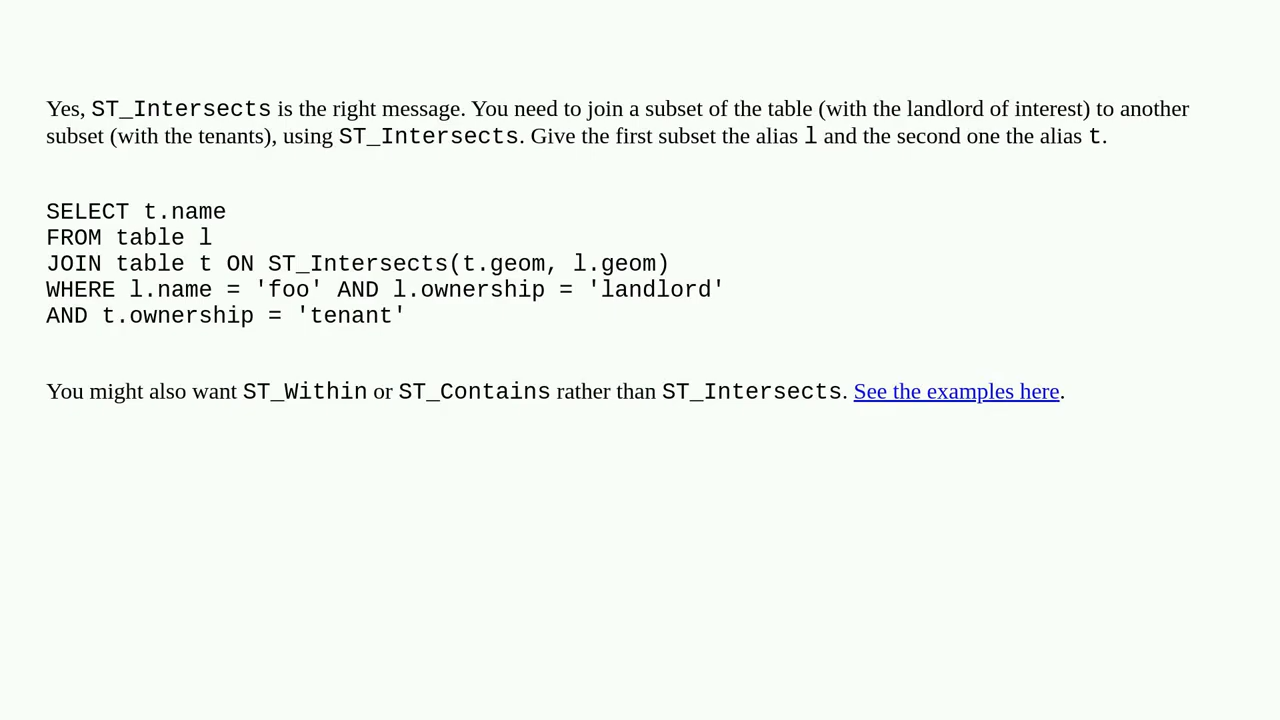 Yes, ST_Intersects is the right message. You need to join a subset of the table (with the landlord of interest) to another
subset (with the tenants), using ST_Intersects. Give the first subset the alias l and the second one the alias t.
SELECT t.name
FROM table l
JOIN table t ON ST_Intersects(t.geom, l.geom)
WHERE l.name = 'foo' AND l.ownership = 'landlord'
AND t.ownership = 'tenant'
You might also want ST_Within or ST_Contains rather than ST_Intersects. See the examples here.